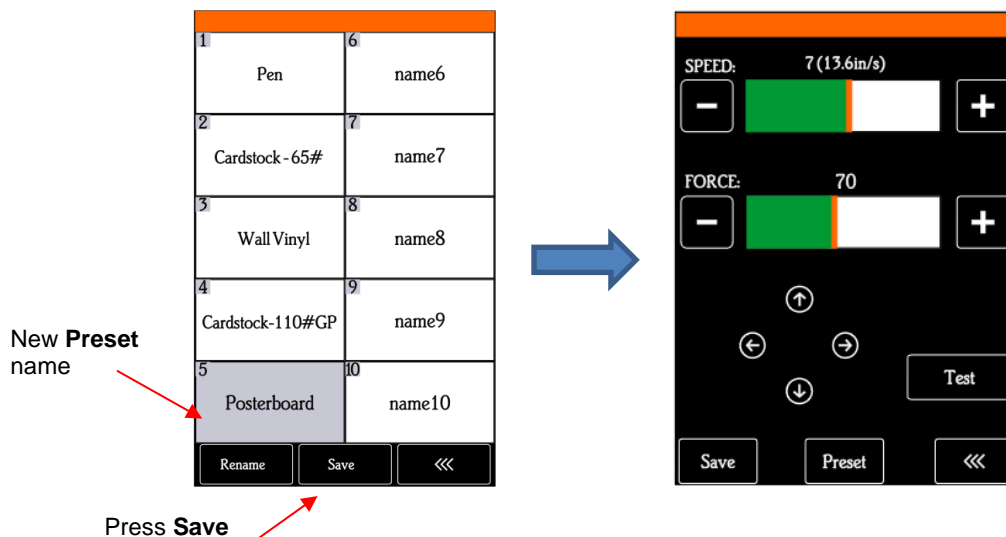 1
Pen
6
name6
2
Cardstock - 65#
7
name7
3
Wall Vinyl
8
name8
4
Cardstock-110#GP
9
name9
5
Posterboard
10
name10
Rename
Save
<<<
New Preset
name
Press Save
SPEED:
7 (13.6in/s)
FORCE:
70
Test
Save
Preset
<<<